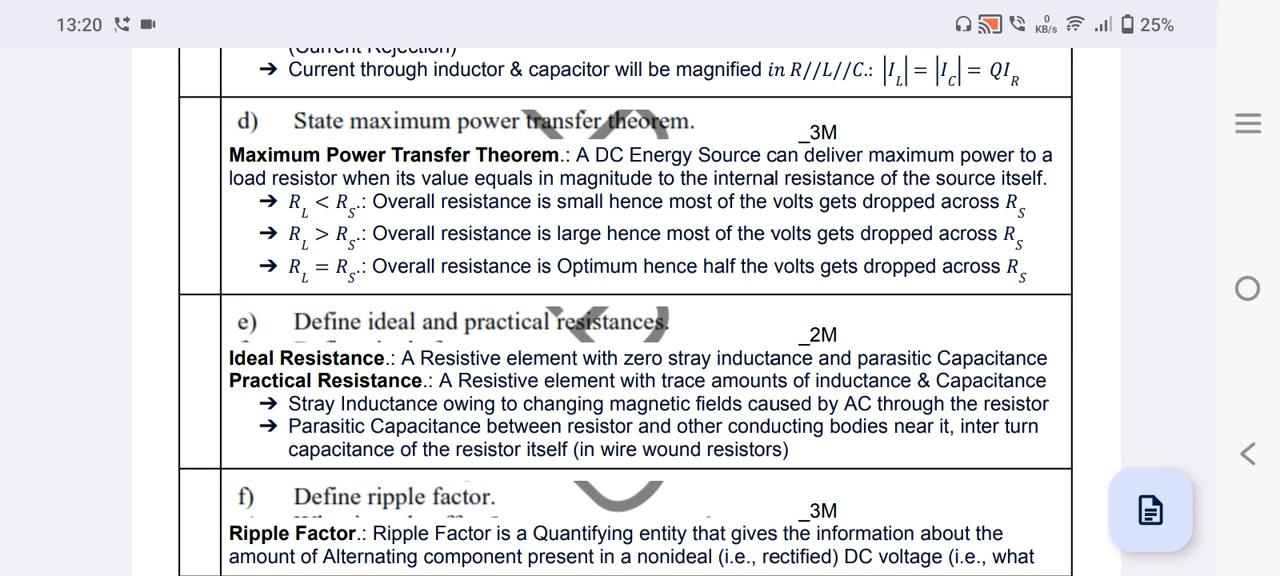 13:20
0 KB/s 25%
(Current Rejection)
➔ Current through inductor & capacitor will be magnified in R//L//C.: |I_L| = |I_C| = QI_R
d) State maximum power transfer theorem.
_3M
Maximum Power Transfer Theorem.: A DC Energy Source can deliver maximum power to a
load resistor when its value equals in magnitude to the internal resistance of the source itself.
➔ R_L < R_S.: Overall resistance is small hence most of the volts gets dropped across R_S
➔ R_L > R_S.: Overall resistance is large hence most of the volts gets dropped across R_S
➔ R_L = R_S.: Overall resistance is Optimum hence half the volts gets dropped across R_S
e) Define ideal and practical resistances.
_2M
Ideal Resistance.: A Resistive element with zero stray inductance and parasitic Capacitance
Practical Resistance.: A Resistive element with trace amounts of inductance & Capacitance
➔ Stray Inductance owing to changing magnetic fields caused by AC through the resistor
➔ Parasitic Capacitance between resistor and other conducting bodies near it, inter turn
capacitance of the resistor itself (in wire wound resistors)
f) Define ripple factor.
_3M
Ripple Factor.: Ripple Factor is a Quantifying entity that gives the information about the
amount of Alternating component present in a nonideal (i.e., rectified) DC voltage (i.e., what